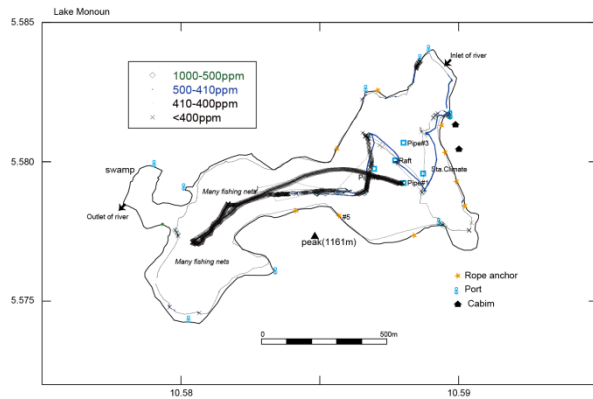 Lake Monoun
5.585
5.580
5.575
10.58
10.59
1000-500ppm
500-410ppm
410-400ppm
<400ppm
Inlet of river
swamp
Outlet of river
Many fishing nets
Many fishing nets
Pipe#3
Raft
Sta.Climate
Pipe#1
#5
peak(1161m)
Rope anchor
Port
Cabim
0
500m